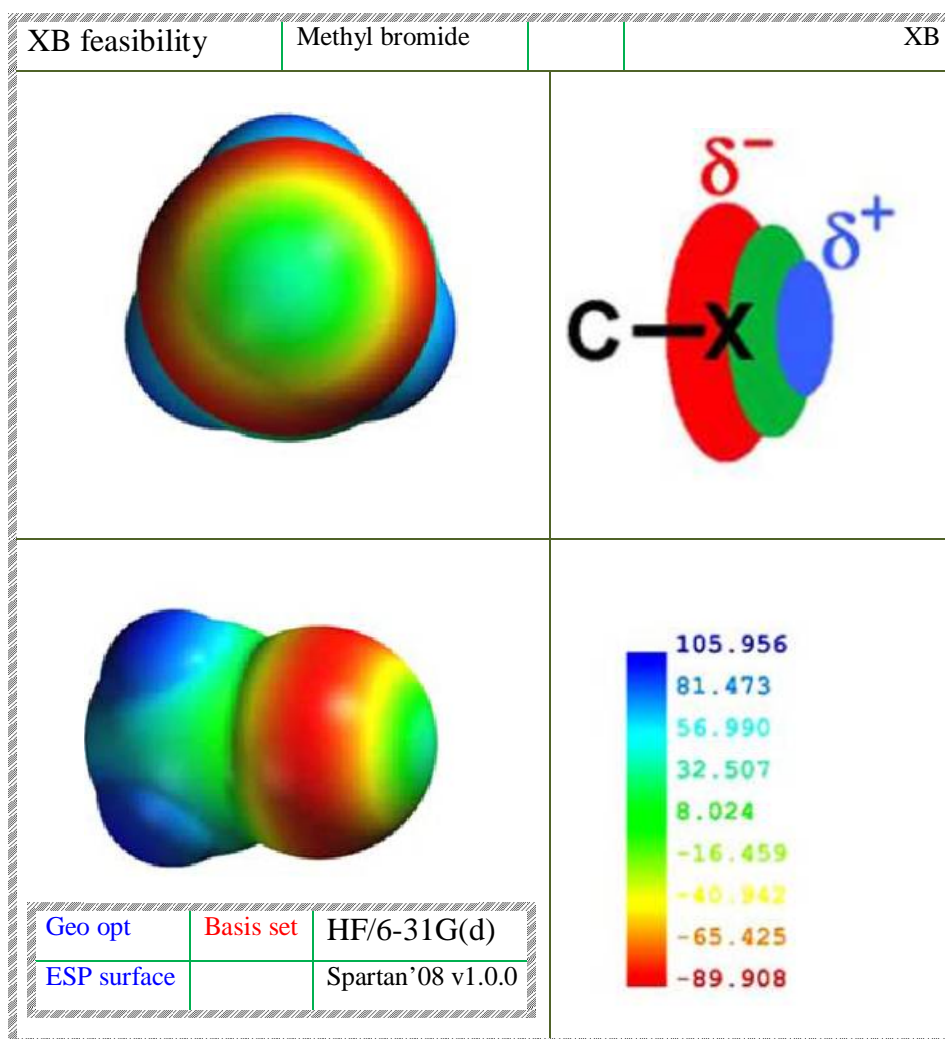 XB feasibility Methyl bromide XB
δ−
δ+
C—X
105.956
81.473
56.990
32.507
8.024
-16.459
-40.942
-65.425
-89.908
Geo opt Basis set HF/6-31G(d)
ESP surface Spartan’08 v1.0.0